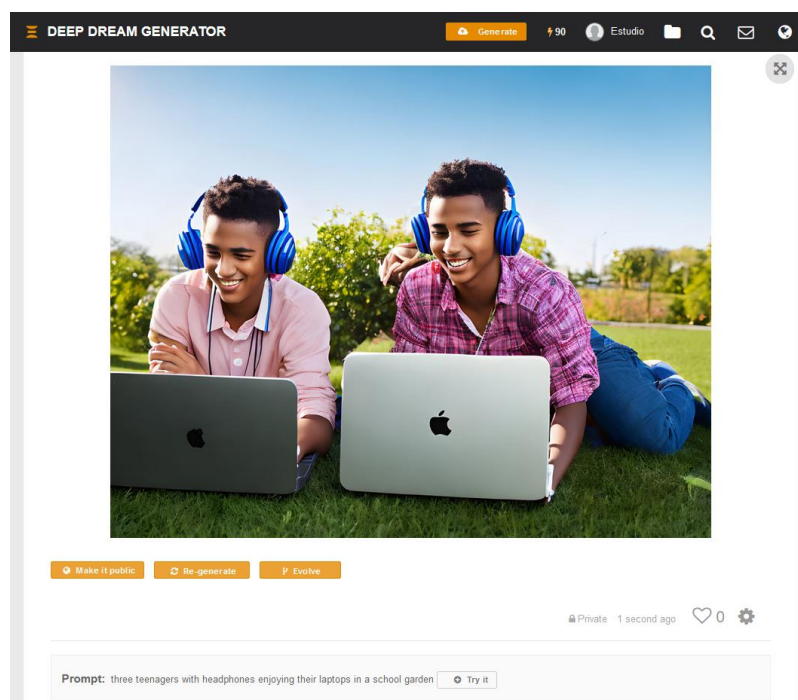 DEEP DREAM GENERATOR
Generate
90
Estudio
Make it public
Re-generate
Evolve
Private 1 second ago 0
Prompt: three teenagers with headphones enjoying their laptops in a school garden Try it